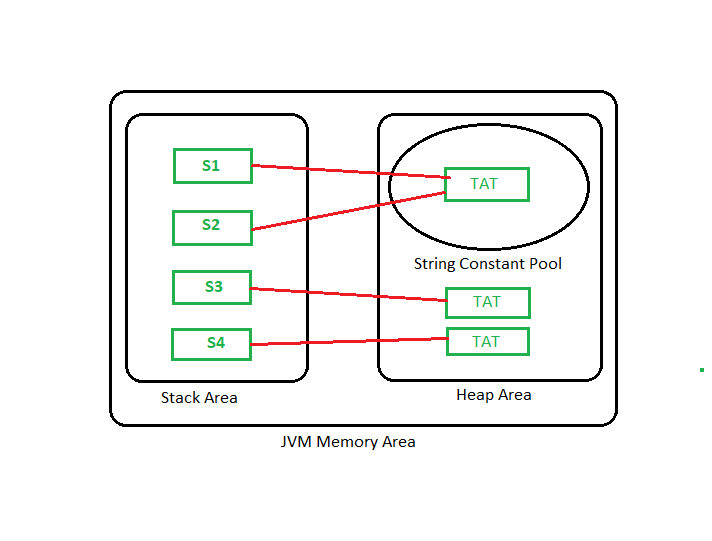 S1
TAT
S2
String Constant Pool
S3
TAT
S4
TAT
Stack Area
Heap Area
JVM Memory Area